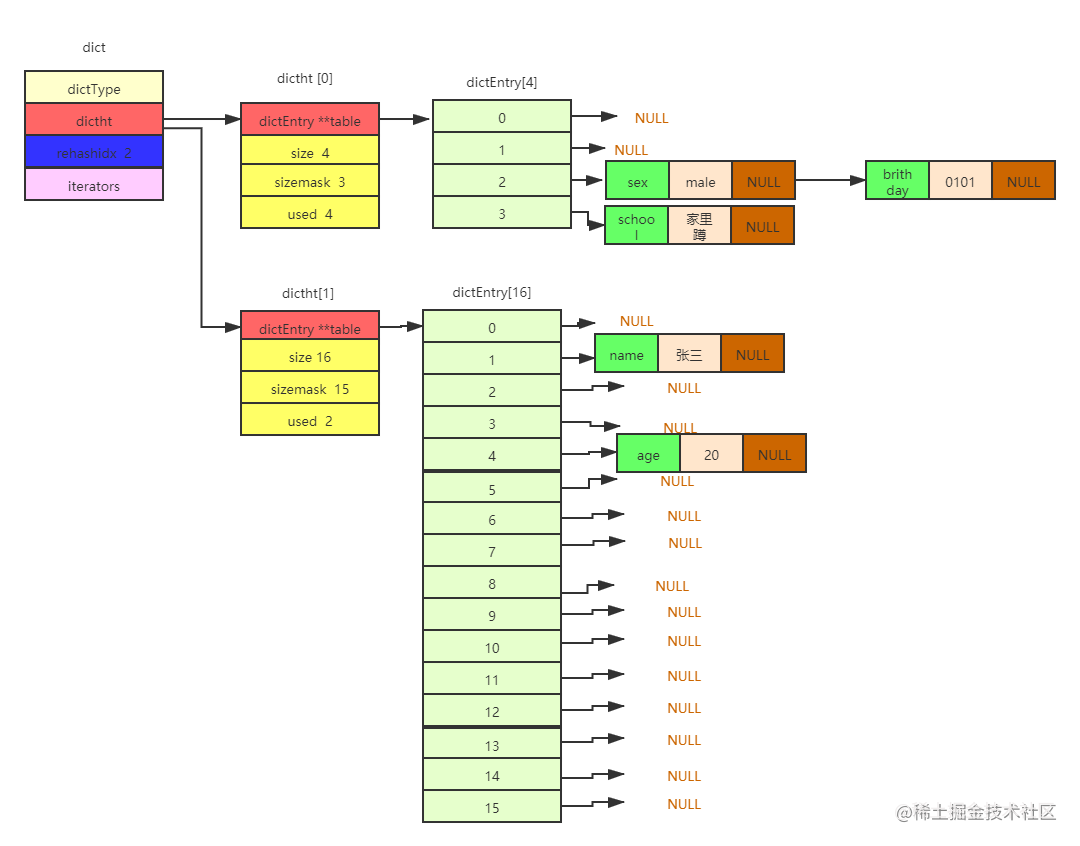 dict
dictType
dictht
rehashidx 2
iterators
dictht [0]
dictEntry **table
size 4
sizemask 3
used 4
dictEntry[4]
0
NULL
1
NULL
2
sex
male
NULL
brith
day
0101
NULL
3
schoo
l
家里
蹲
NULL
dictht[1]
dictEntry **table
size 16
sizemask 15
used 2
dictEntry[16]
0
NULL
1
name
张三
NULL
2
NULL
3
NULL
4
age
20
NULL
5
NULL
6
NULL
7
NULL
8
NULL
9
NULL
10
NULL
11
NULL
12
NULL
13
NULL
14
NULL
15
NULL
@稀土掘金技术社区